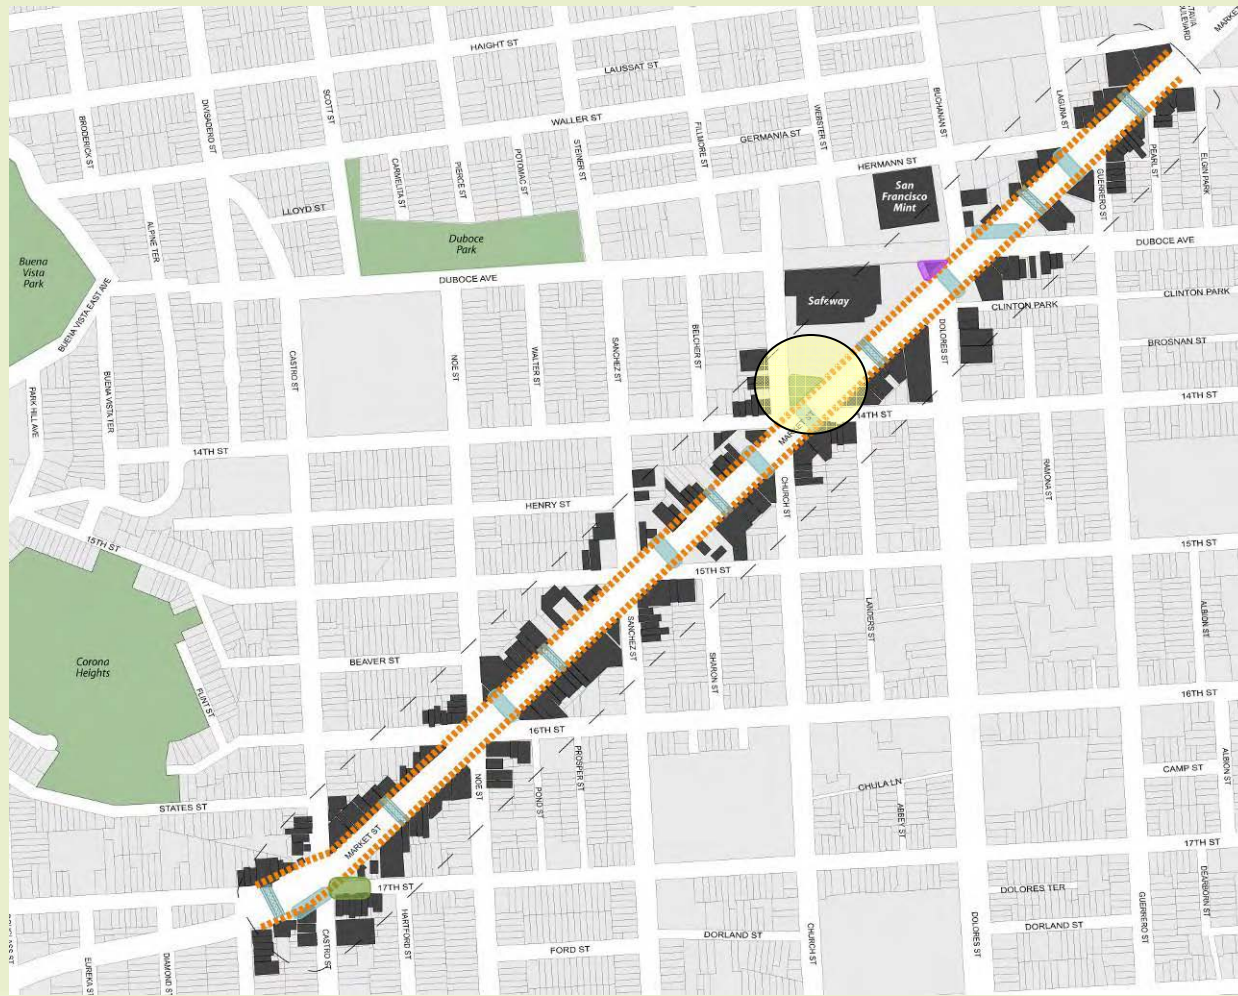 MARKET
HAIGHT ST
LAUSSAT ST
SCOTT ST
DIVISADERO ST
BRODERICK ST
WALLER ST
GERMANIA ST
WEBSTER ST
BUCHANAN ST
LAGUNA ST
FILLMORE ST
STEINER ST
POTOMAC ST
PIERCE ST
CARMELITA ST
HERMANN ST
PEARL ST
ELGIN PARK
GUERRERO ST
San
Francisco
Mint
LLOYD ST
ALPINE TER
Duboce
Park
DUBOCE AVE
DUBOCE AVE
Buena
Vista
Park
BUENA VISTA EAST AVE
Safeway
CLINTON PARK
CLINTON PARK
DOLORES ST
BROSNAN ST
BELCHER ST
SANCHEZ ST
WALTER ST
NOE ST
CASTRO ST
BUENA VISTA TER
PARK HILL AVE
14TH ST
14TH ST
14TH ST
MARKET ST
RAMONA ST
CHURCH ST
HENRY ST
15TH ST
15TH ST
15TH ST
LANDERS ST
ALBION ST
SANCHEZ ST
SHARON ST
BEAVER ST
Corona
Heights
FLINT ST
16TH ST
16TH ST
PROSPER ST
POND ST
NOE ST
CAMP ST
ALBION ST
CHULA LN
ABBEY ST
STATES ST
MARKET ST
17TH ST
17TH ST
DOLORES TER
DEARBORN ST
HARTFORD ST
CASTRO ST
DORLAND ST
DORLAND ST
FORD ST
CHURCH ST
DOLORES ST
GUERRERO ST
EUREKA ST
DIAMOND ST